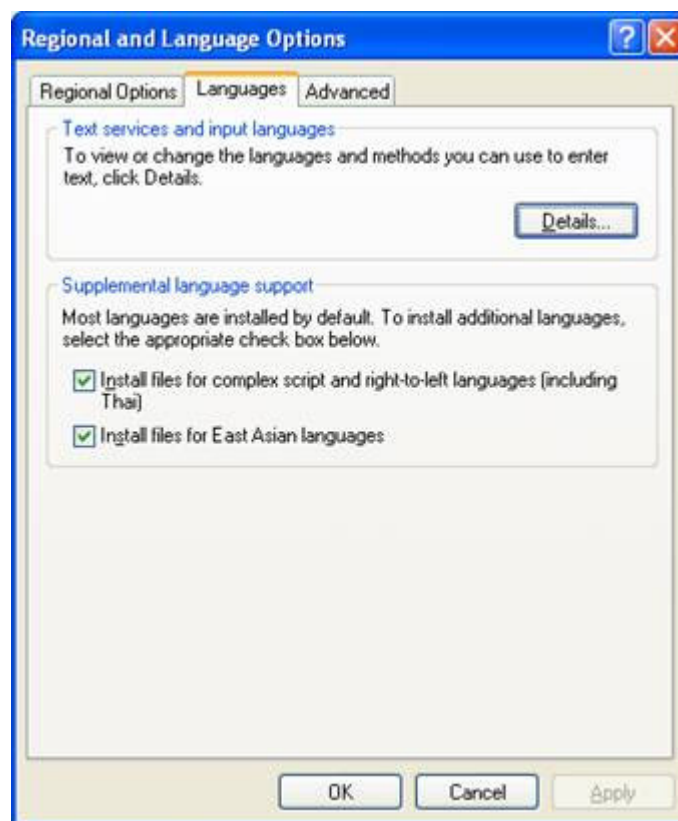 Regional and Language Options
Regional Options Languages Advanced
Text services and input languages
To view or change the languages and methods you can use to enter
text, click Details.
Details...
Supplemental language support
Most languages are installed by default. To install additional languages,
select the appropriate check box below.
Install files for complex script and right-to-left languages (including
Thai)
Install files for East Asian languages
OK Cancel Apply